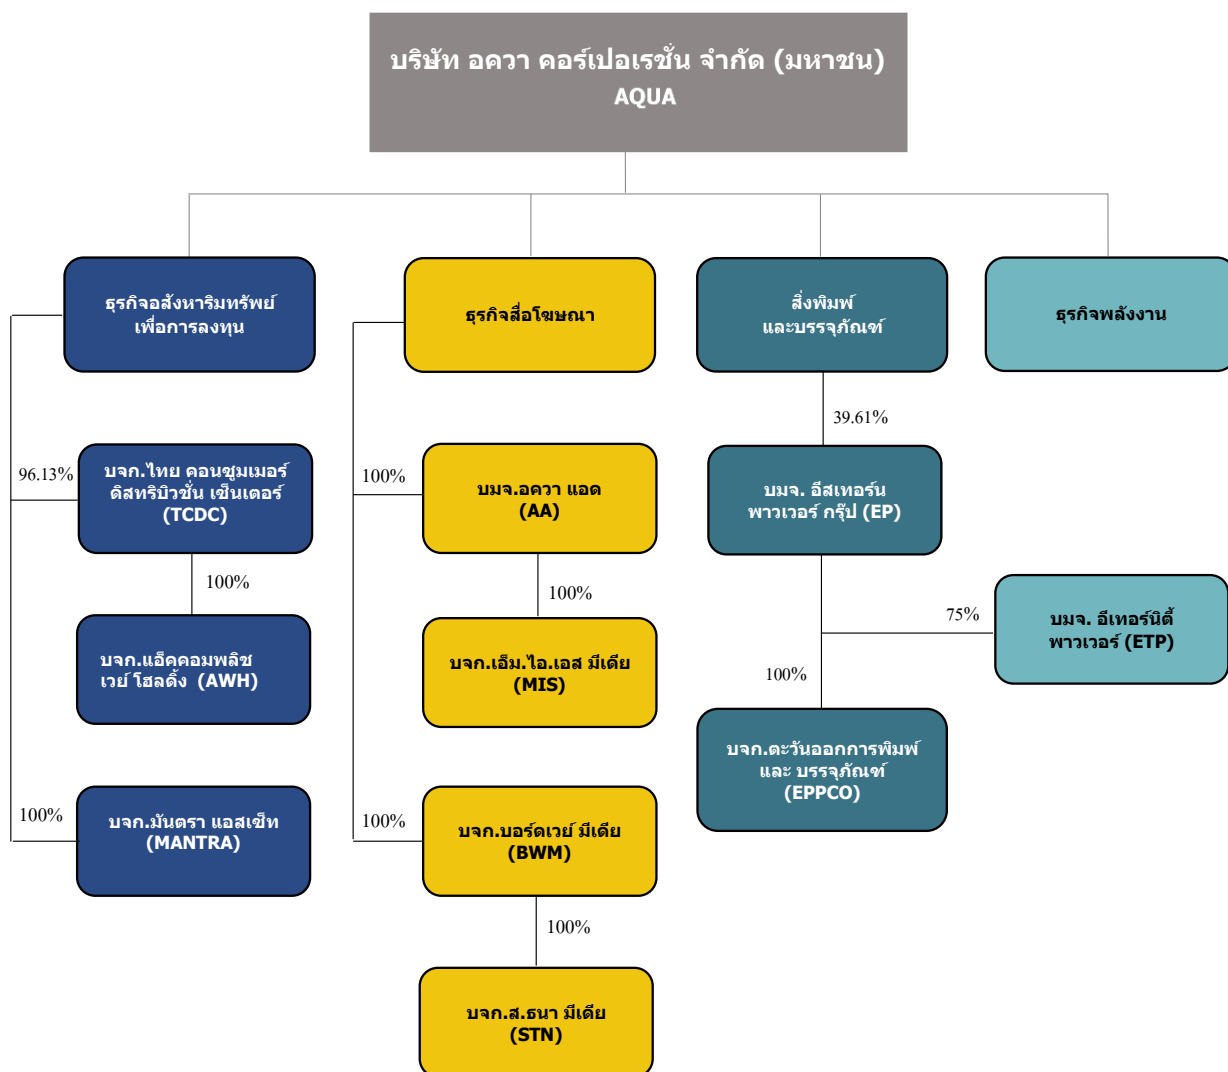 บริษัท อควา คอร์เปอเรชั่น จำกัด (มหาชน)
AQUA
ธุรกิจอสังหาริมทรัพย์
เพื่อการลงทุน
ธุรกิจสื่อโฆษณา
สิ่งพิมพ์
และบรรจุภัณฑ์
ธุรกิจพลังงาน
39.61%
96.13%
บจก.ไทย คอนซูมเมอร์
ดิสทริบิวชั่น เซ็นเตอร์
(TCDC)
100%
บมจ.อควา แอด
(AA)
บมจ. อีสเทอร์น
พาวเวอร์ กรุ๊ป (EP)
100%
100%
75%
บมจ. อีเทอร์นิตี้
พาวเวอร์ (ETP)
บจก.แอ็คคอมพลิช
เวย์ โฮลดิ้ง (AWH)
บจก.เอ็ม.ไอ.เอส มีเดีย
(MIS)
100%
บจก.ตะวันออกการพิมพ์
และ บรรจุภัณฑ์
(EPPCO)
100%
บจก.มันตรา แอสเซ็ท
(MANTRA)
100%
บจก.บอร์ดเวย์ มีเดีย
(BWM)
100%
บจก.ส.ธนา มีเดีย
(STN)